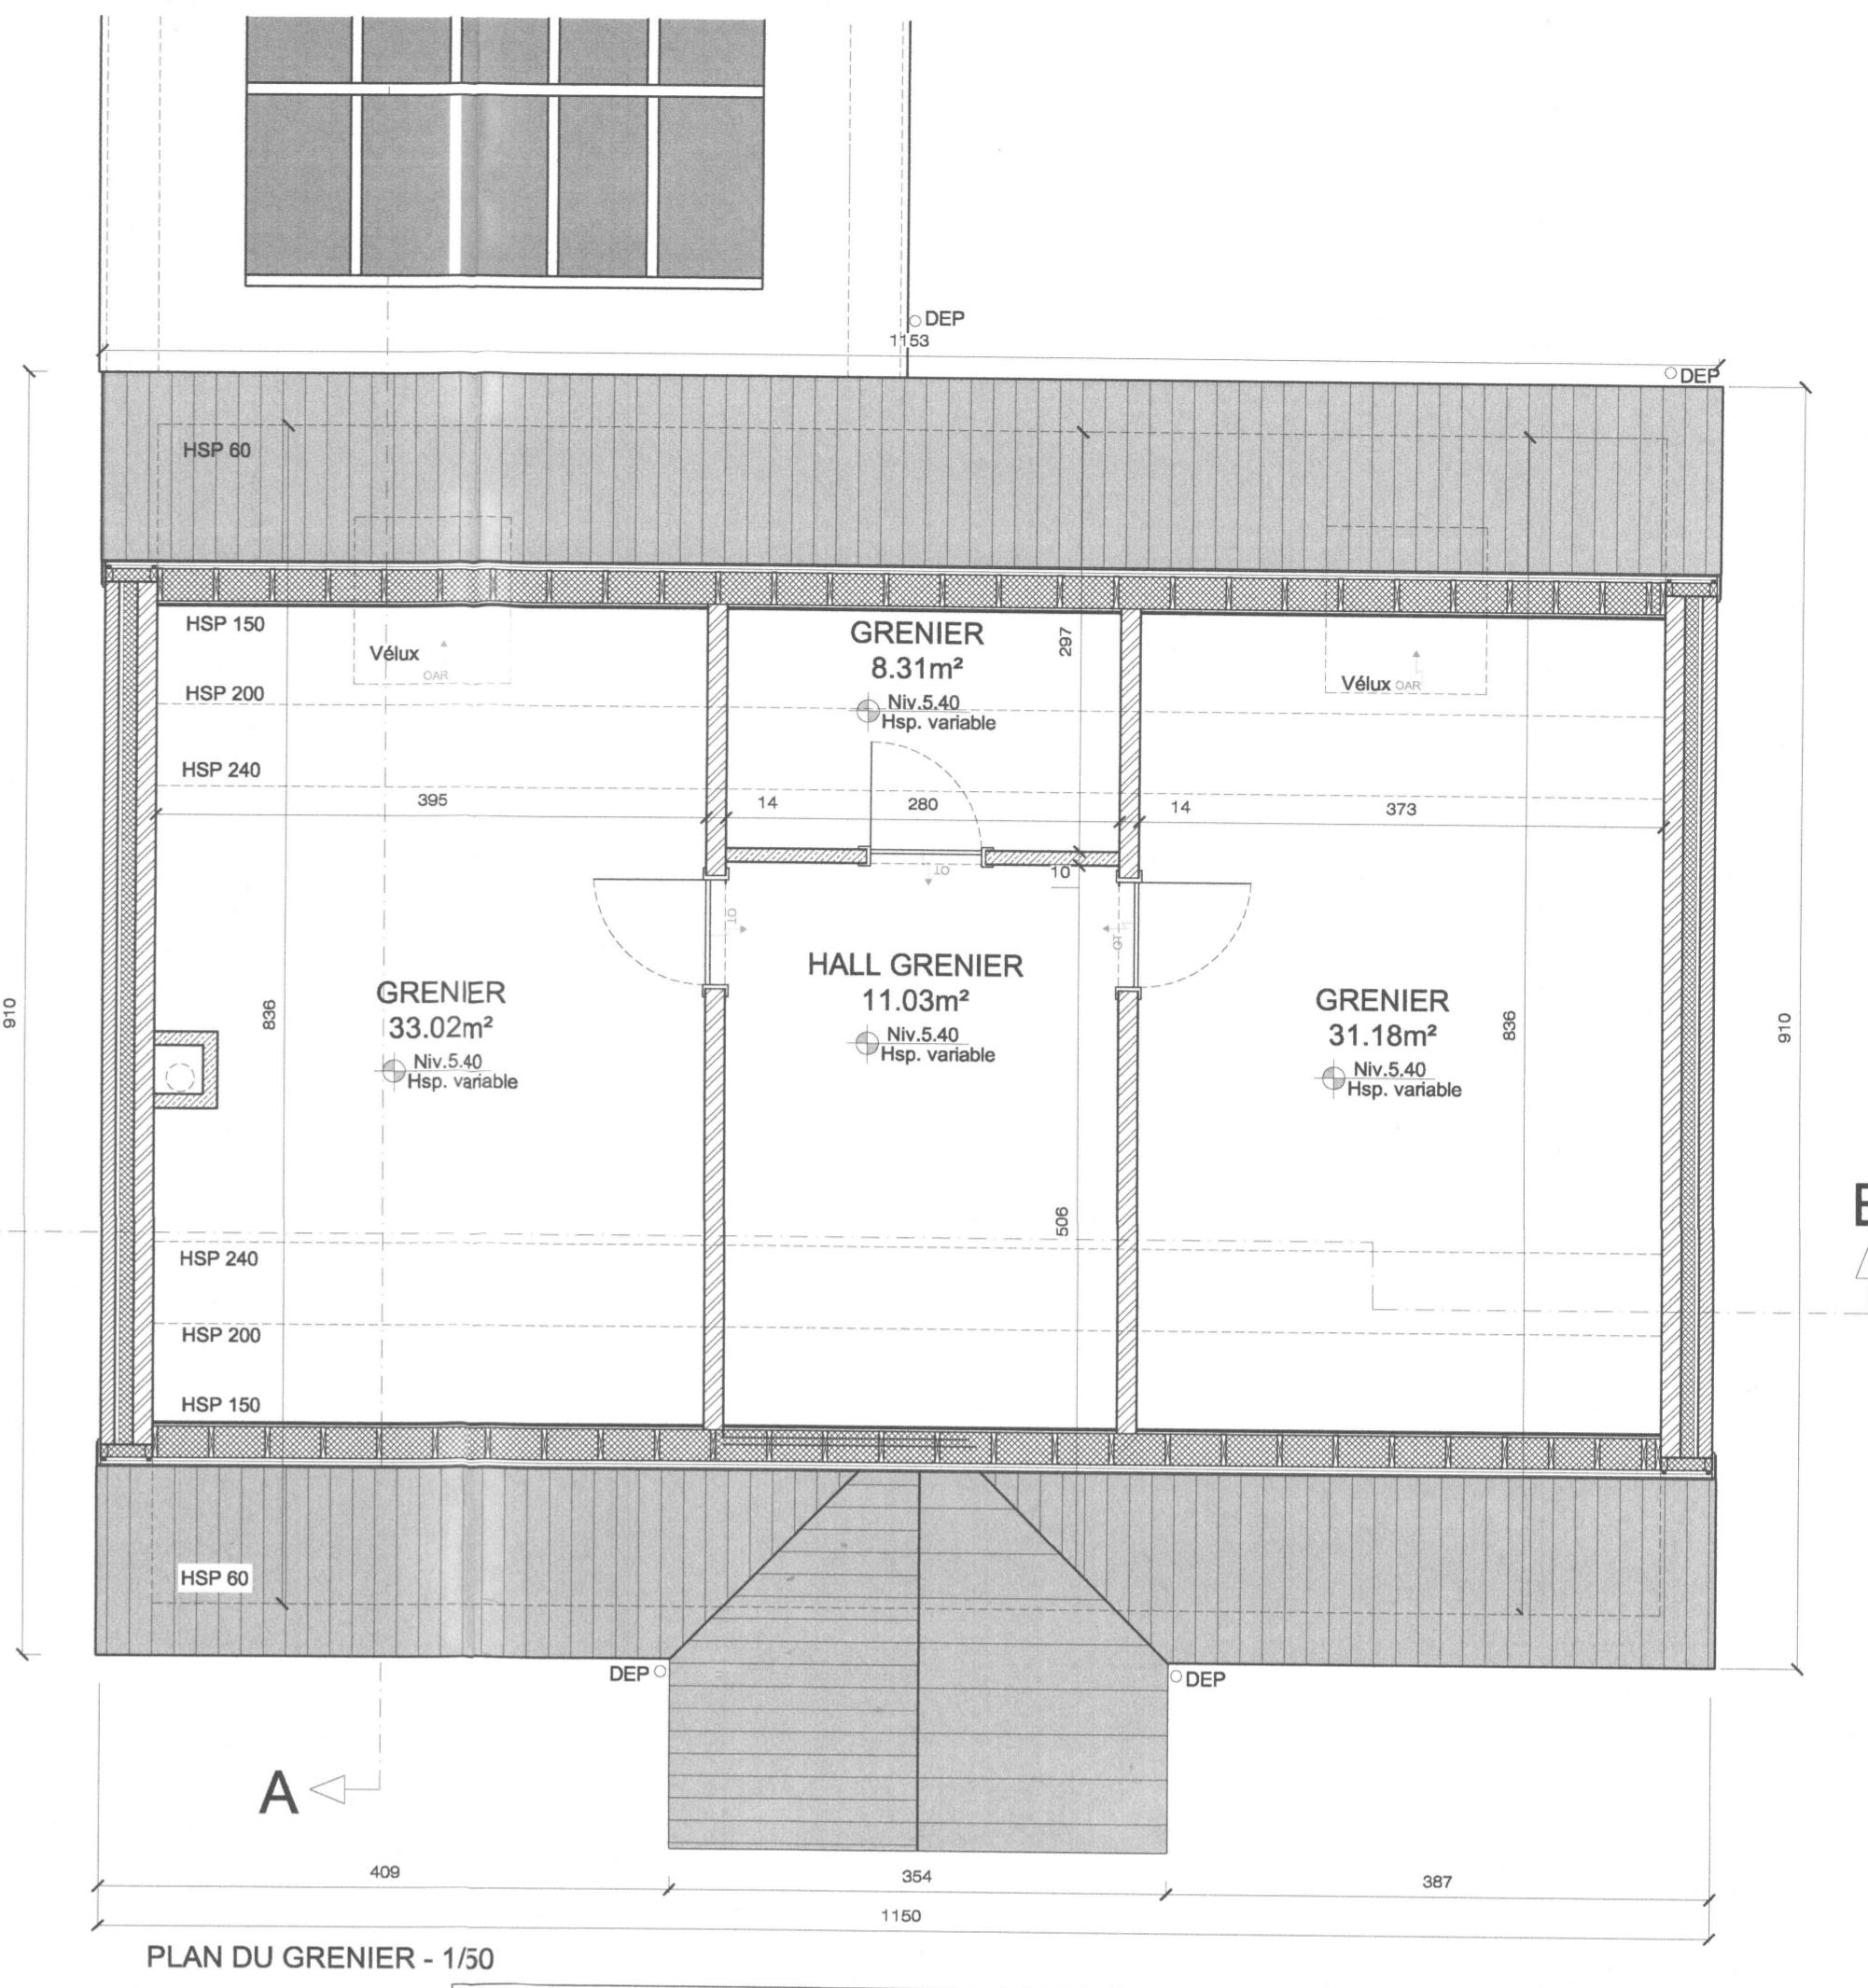 DEP
1153
DEP
HSP 60
HSP 150
Vélux
OAR
GRENIER
8.31m²
Niv.5.40
Hsp. variable
297
Vélux OAR
HSP 200
HSP 240
395
14
280
14
373
10
10
10
10
910
836
GRENIER
33.02m²
Niv.5.40
Hsp. variable
HALL GRENIER
11.03m²
Niv.5.40
Hsp. variable
GRENIER
31.18m²
Niv.5.40
Hsp. variable
836
910
506
HSP 240
HSP 200
HSP 150
HSP 60
DEP
DEP
A
409
354
387
1150
PLAN DU GRENIER - 1/50